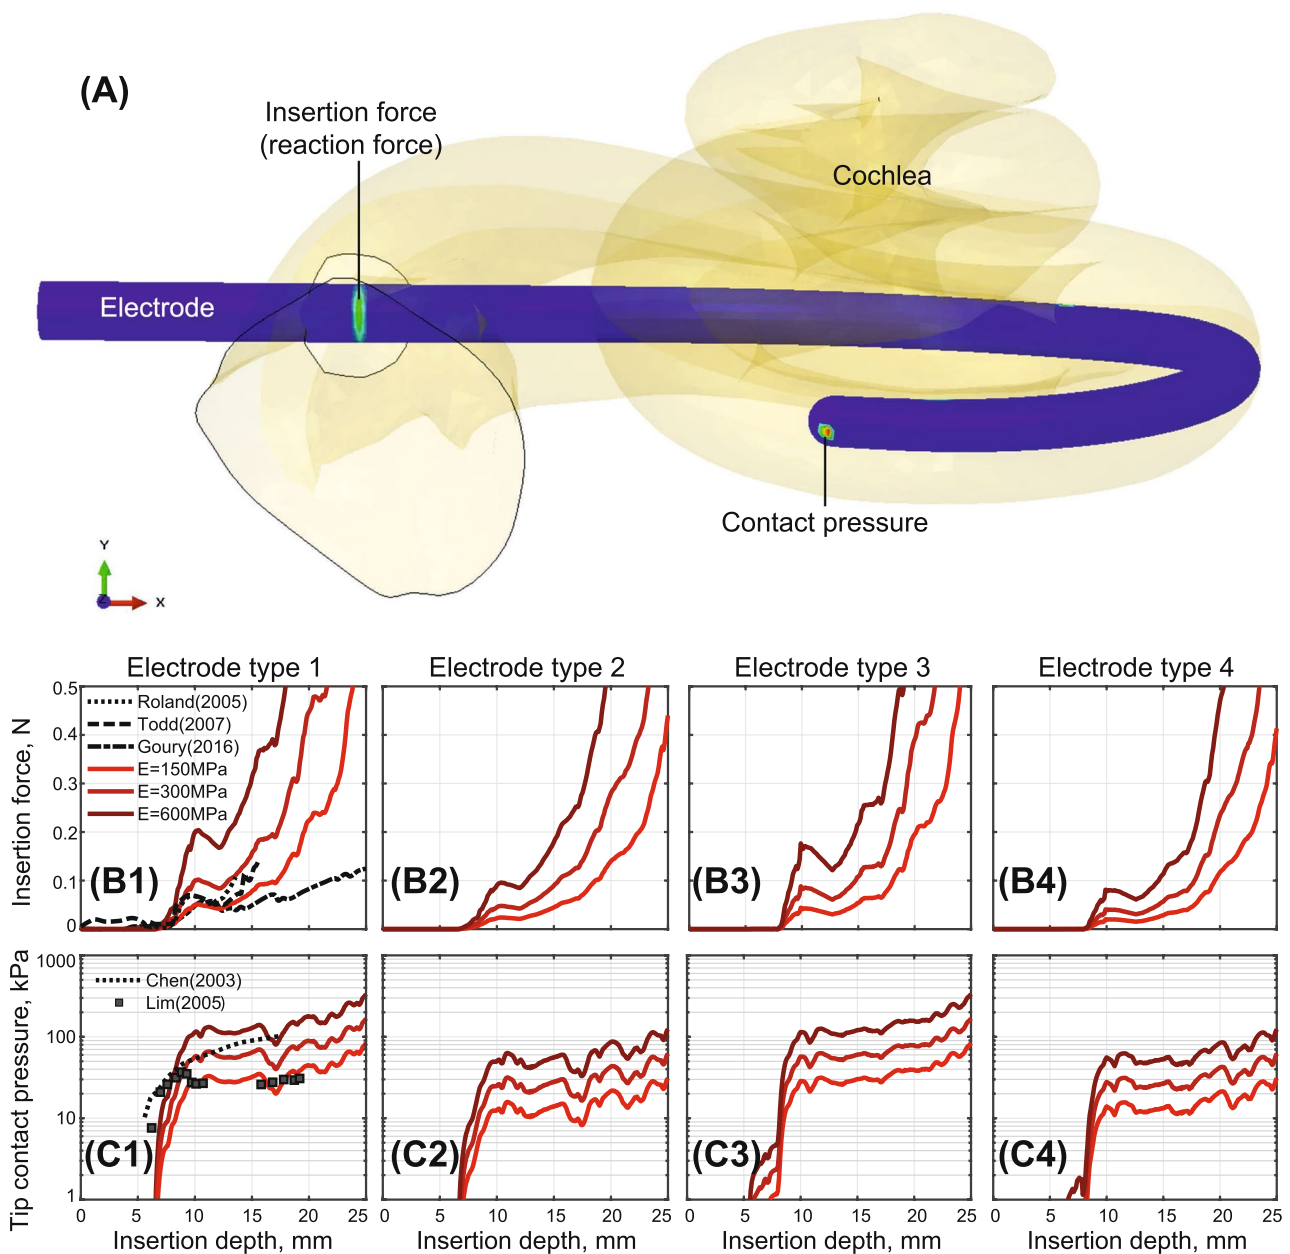 (A)
Insertion force
(reaction force)
Cochlea
Electrode
Contact pressure
Y
Z
X
Electrode type 1
Electrode type 2
Electrode type 3
Electrode type 4
Insertion force, N
0.5
0.4
0.3
0.2
0.1
0
Roland(2005)
Todd(2007)
Goury(2016)
E=150MPa
E=300MPa
E=600MPa
(B1)
(B2)
(B3)
(B4)
Tip contact pressure, kPa
1000
100
10
1
Chen(2003)
Lim(2005)
(C1)
(C2)
(C3)
(C4)
0 5 10 15 20 25
0 5 10 15 20 25
0 5 10 15 20 25
0 5 10 15 20 25
Insertion depth, mm
Insertion depth, mm
Insertion depth, mm
Insertion depth, mm